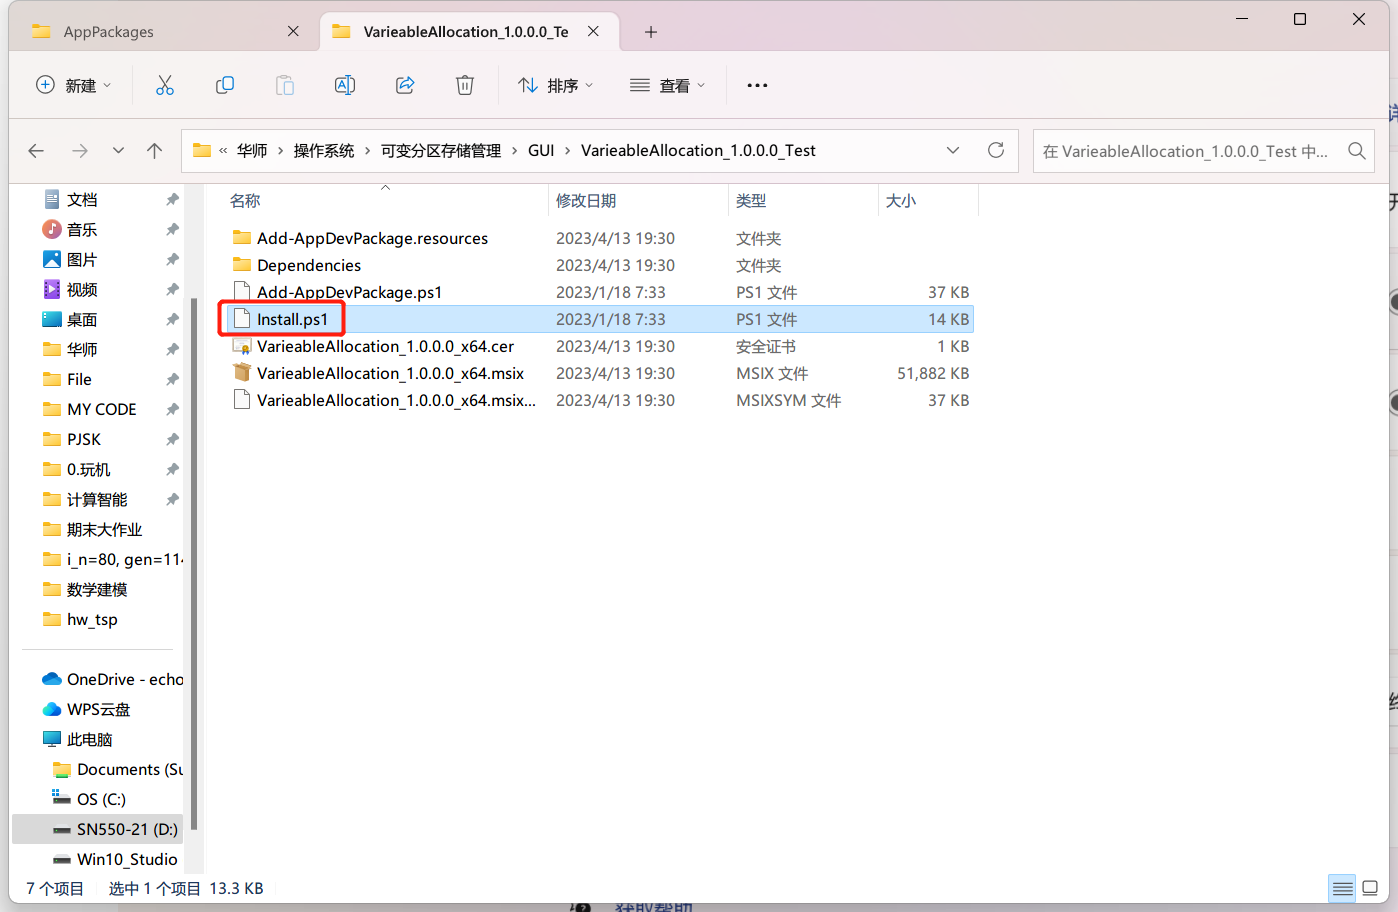 AppPackages
VarieableAllocation_1.0.0.0_Te
新建
排序
查看
« 华师 › 操作系统 › 可变分区存储管理 › GUI › VarieableAllocation_1.0.0.0_Test
在 VarieableAllocation_1.0.0.0_Test 中...
文档
音乐
图片
视频
桌面
华师
File
MY CODE
PJSK
0.玩机
计算智能
期末大作业
i_n=80, gen=114
数学建模
hw_tsp
OneDrive - echo
WPS云盘
此电脑
Documents (Su
OS (C:)
SN550-21 (D:)
Win10_Studio
名称 修改日期 类型 大小
Add-AppDevPackage.resources 2023/4/13 19:30 文件夹
Dependencies 2023/4/13 19:30 文件夹
Add-AppDevPackage.ps1 2023/1/18 7:33 PS1 文件 37 KB
Install.ps1 2023/1/18 7:33 PS1 文件 14 KB
VarieableAllocation_1.0.0.0_x64.cer 2023/4/13 19:30 安全证书 1 KB
VarieableAllocation_1.0.0.0_x64.msix 2023/4/13 19:30 MSIX 文件 51,882 KB
VarieableAllocation_1.0.0.0_x64.msix... 2023/4/13 19:30 MSIXSYM 文件 37 KB
7 个项目 选中 1 个项目 13.3 KB
获取帮助